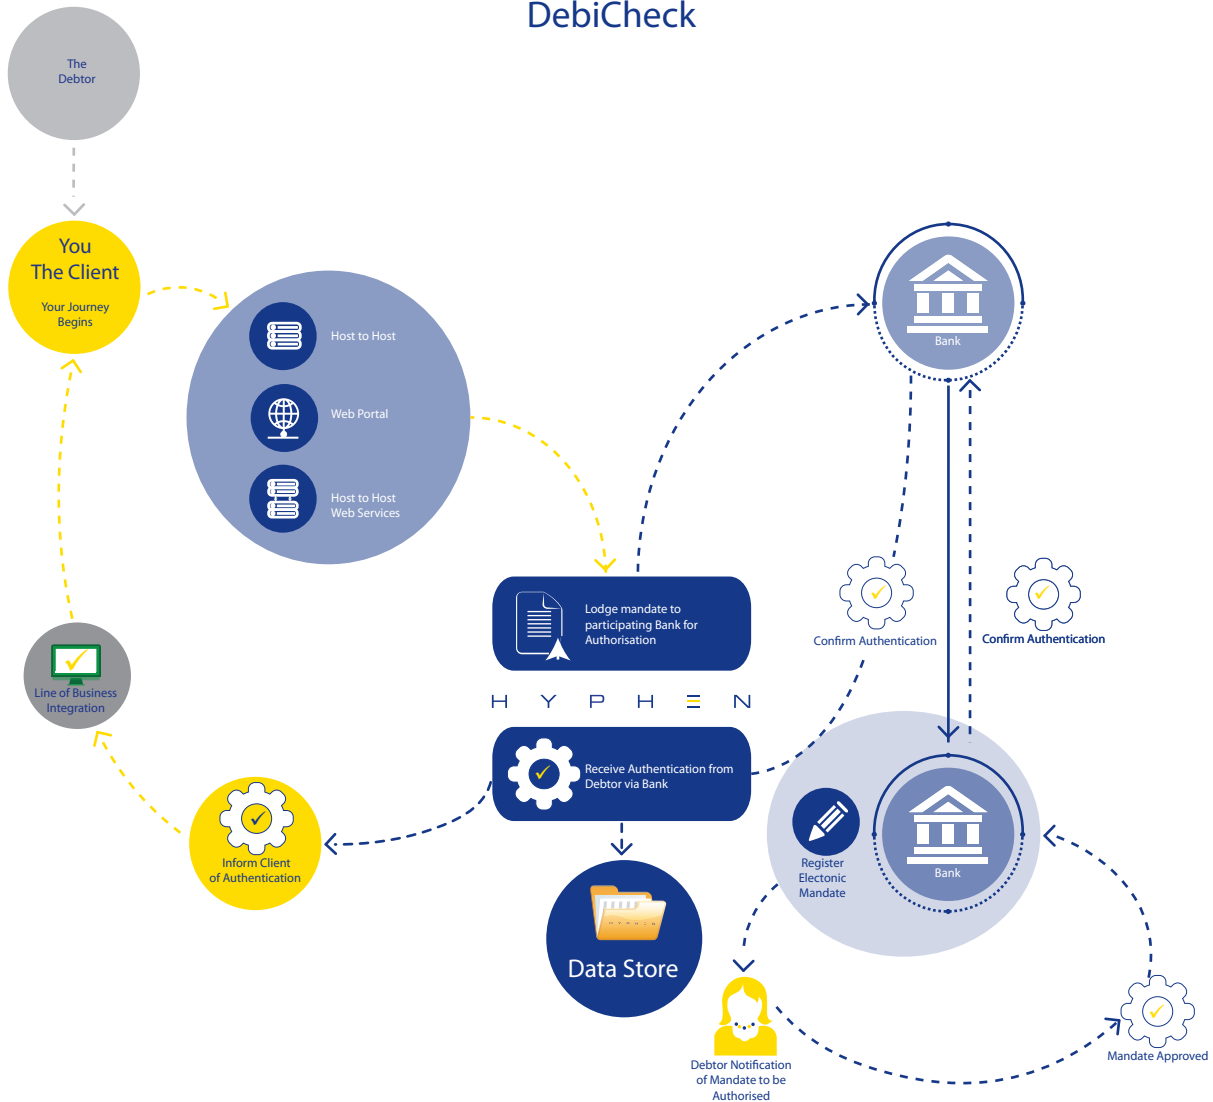 DebiCheck
The
Debtor
You
The Client
Your Journey
Begins
Host to Host
Web Portal
Host to Host
Web Services
Bank
Lodge mandate to
participating Bank for
Authorisation
Confirm Authentication
Confirm Authentication
HYPHEN
Line of Business
Integration
Receive Authentication from
Debtor via Bank
Inform Client
of Authentication
Register
Electonic
Mandate
Bank
Data Store
Debtor Notification
of Mandate to be
Authorised
Mandate Approved